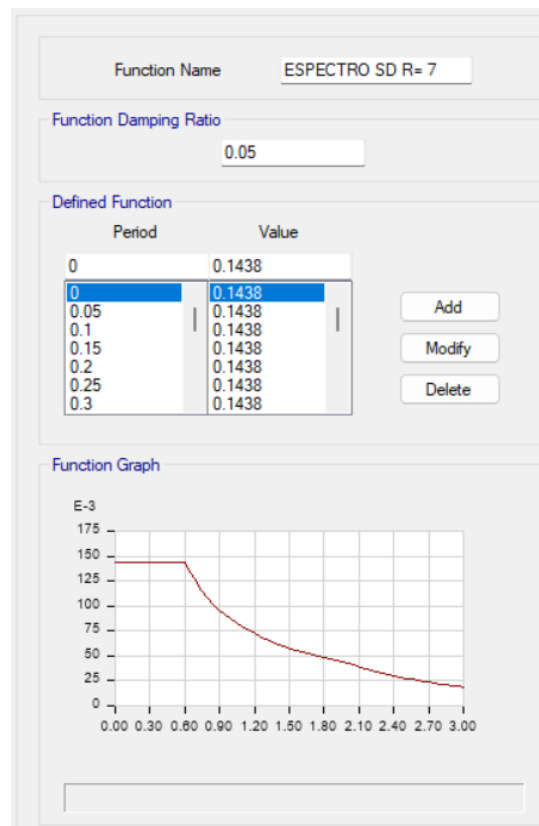 Function Name ESPECTRO SD R= 7
Function Damping Ratio
0.05
Defined Function
Period Value
0 0.1438
0 0.1438
0.05 0.1438
0.1 0.1438
0.15 0.1438
0.2 0.1438
0.25 0.1438
0.3 0.1438
Add
Modify
Delete
Function Graph
E-3
175
150
125
100
75
50
25
0
0.00 0.30 0.60 0.90 1.20 1.50 1.80 2.10 2.40 2.70 3.00